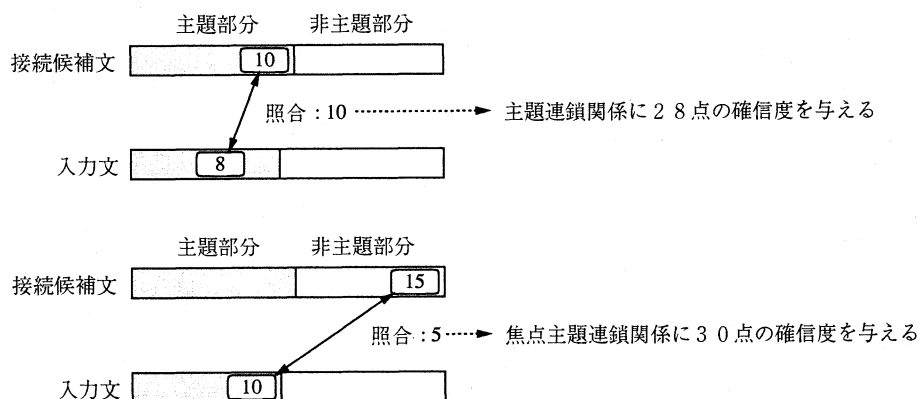 主題部分 非主題部分
接続候補文 10
照合:10 主題連鎖関係に28点の確信度を与える
入力文 8
主題部分 非主題部分
接続候補文 15
照合:5 焦点主題連鎖関係に30点の確信度を与える
入力文 10